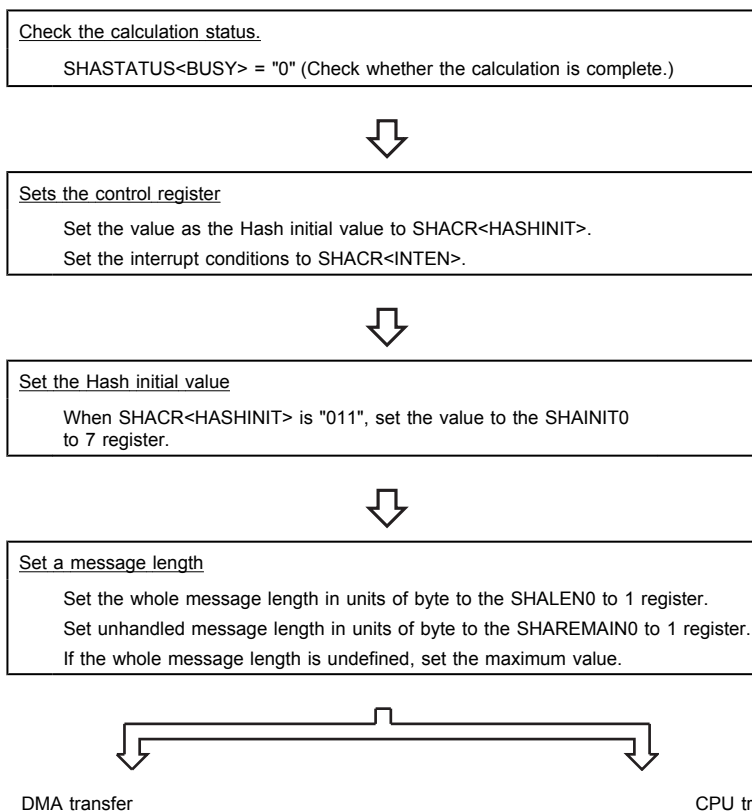 Check the calculation status.
SHASTATUS<BUSY> = "0" (Check whether the calculation is complete.)
Sets the control register
Set the value as the Hash initial value to SHACR<HASHINIT>.
Set the interrupt conditions to SHACR<INTEN>.
Set the Hash initial value
When SHACR<HASHINIT> is "011", set the value to the SHAINIT0
to 7 register.
Set a message length
Set the whole message length in units of byte to the SHALEN0 to 1 register.
Set unhandled message length in units of byte to the SHAREMAIN0 to 1 register.
If the whole message length is undefined, set the maximum value.
DMA transfer
CPU